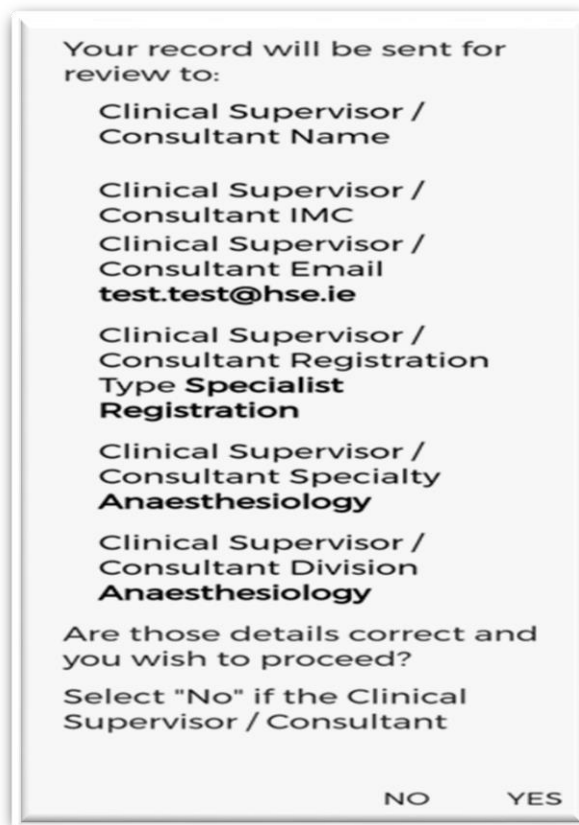 Your record will be sent for
review to:
Clinical Supervisor /
Consultant Name
Clinical Supervisor /
Consultant IMC
Clinical Supervisor /
Consultant Email
test.test@hse.ie
Clinical Supervisor /
Consultant Registration
Type Specialist
Registration
Clinical Supervisor /
Consultant Specialty
Anaesthesiology
Clinical Supervisor /
Consultant Division
Anaesthesiology
Are those details correct and
you wish to proceed?
Select "No" if the Clinical
Supervisor / Consultant
NO YES